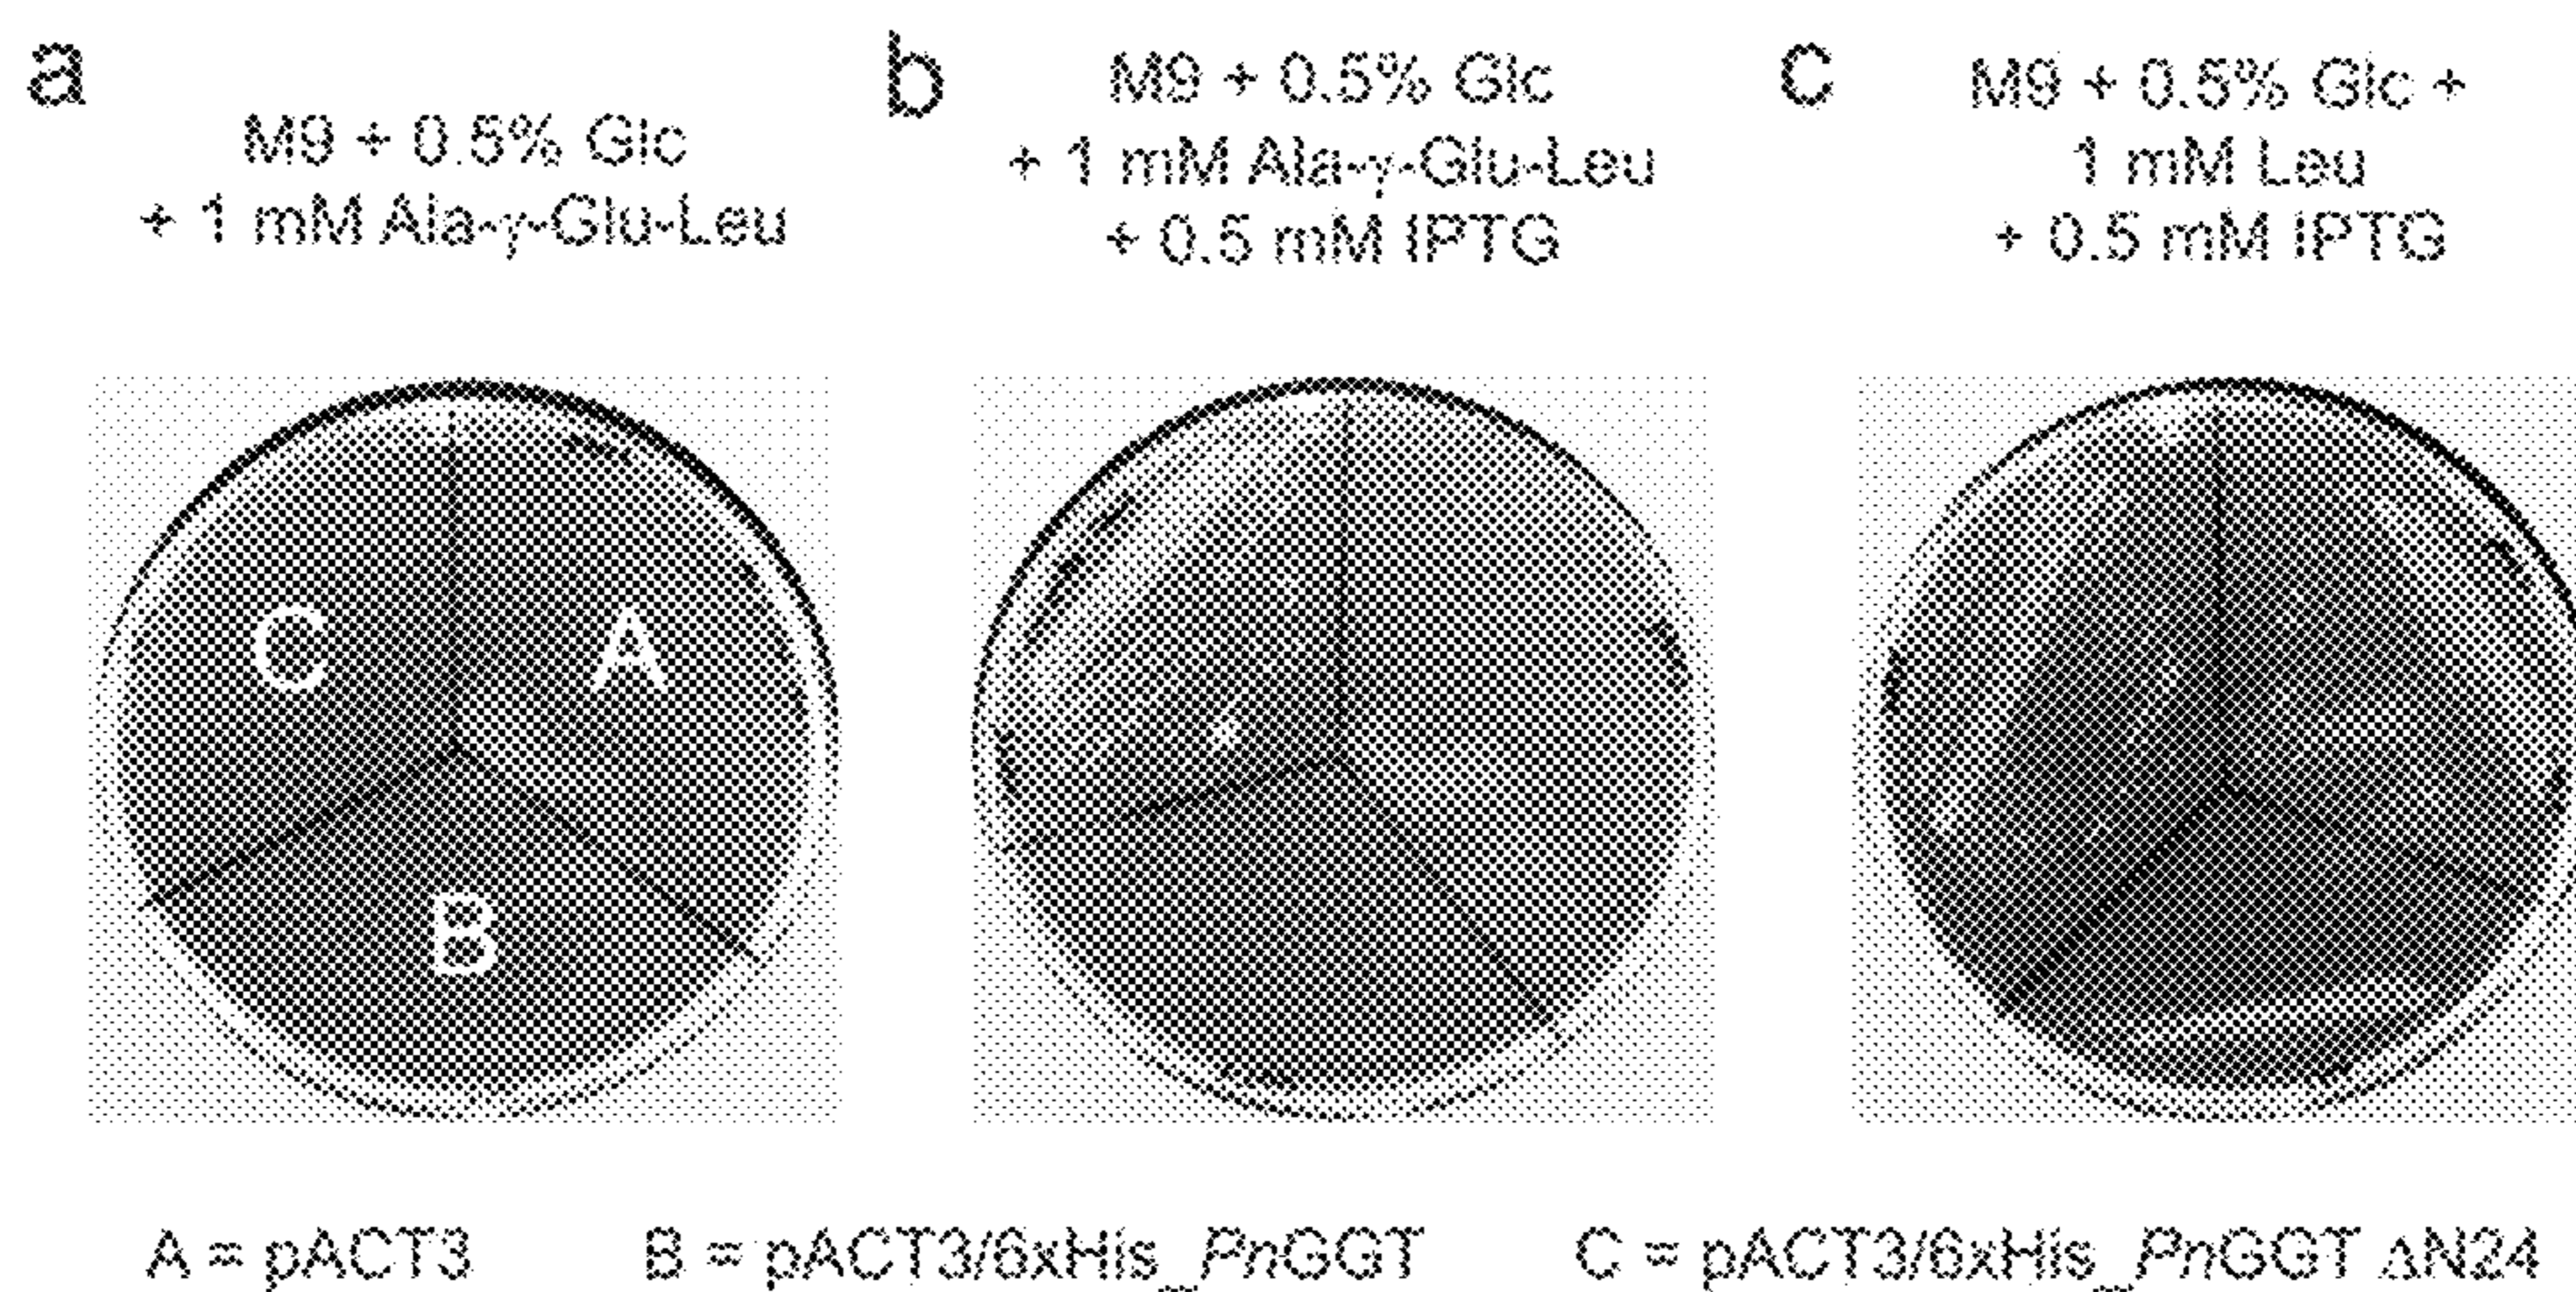 a
M9 + 0.5% Glc
+ 1 mM Ala-γ-Glu-Leu
b
M9 + 0.5% Glc
+ 1 mM Ala-γ-Glu-Leu
+ 0.5 mM IPTG
c
M9 + 0.5% Glc +
1 mM Leu
+ 0.5 mM IPTG
C
A
B
A = pACT3
B = pACT3/6xHis_PnGGT
C = pACT3/6xHis_PnGGT ΔN24